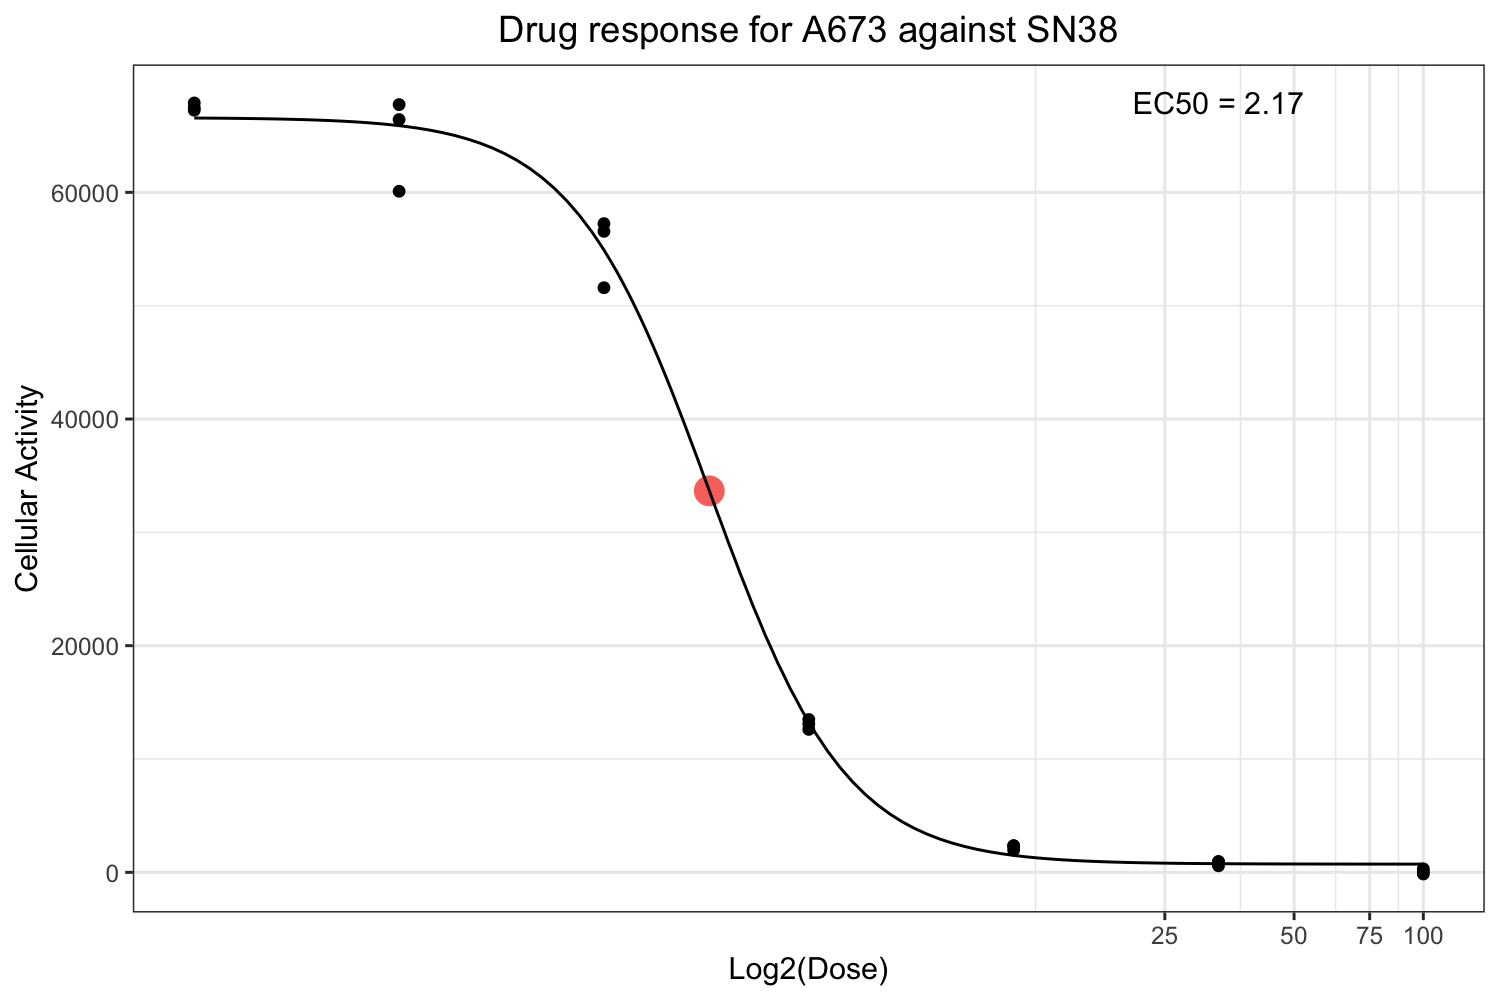 Drug response for A673 against SN38
EC50 = 2.17
Cellular Activity
60000
40000
20000
0
25 50 75 100
Log2(Dose)